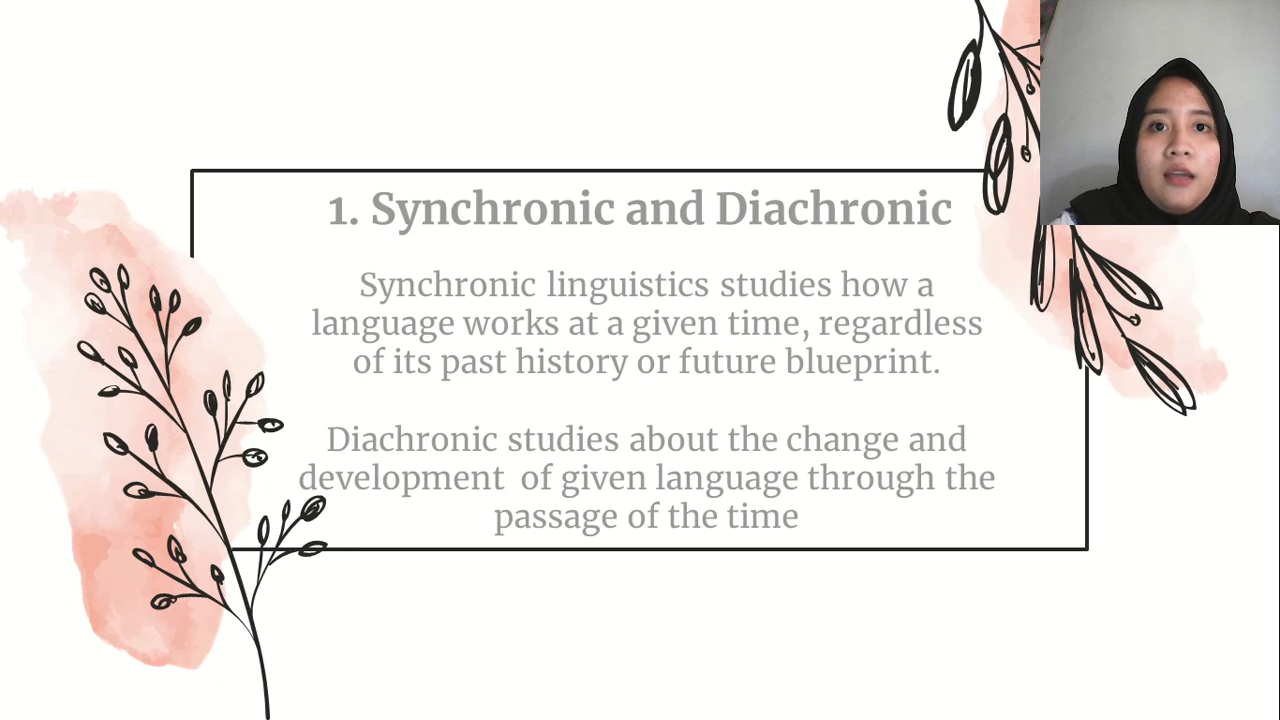 1. Synchronic and Diachronic
Synchronic linguistics studies how a
language works at a given time, regardless
of its past history or future blueprint.
Diachronic studies about the change and
development of given language through the
passage of the time